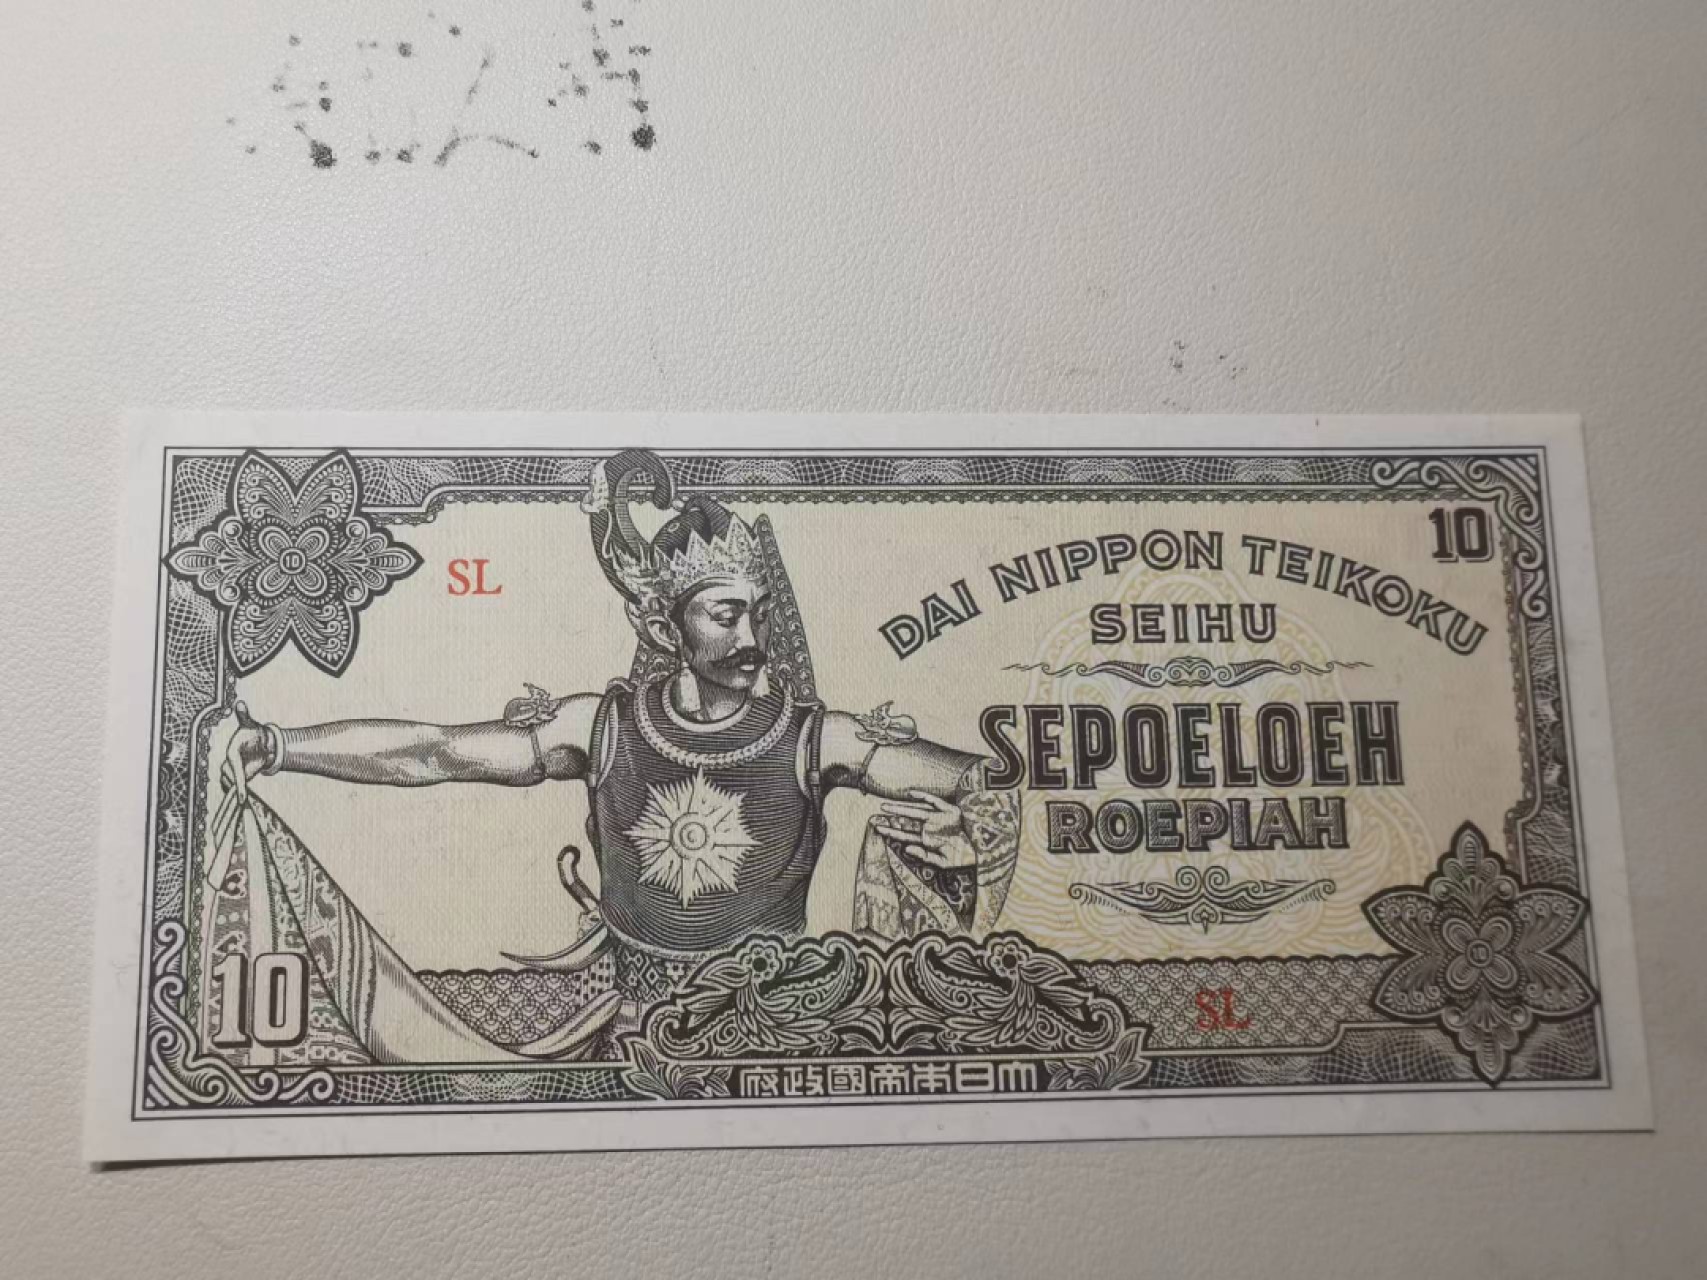 10
SL
DAI NIPPON TEIKOKU
SEIHU
SEPOELOEH
ROEPIAH
10
SL
府政國帝本日大